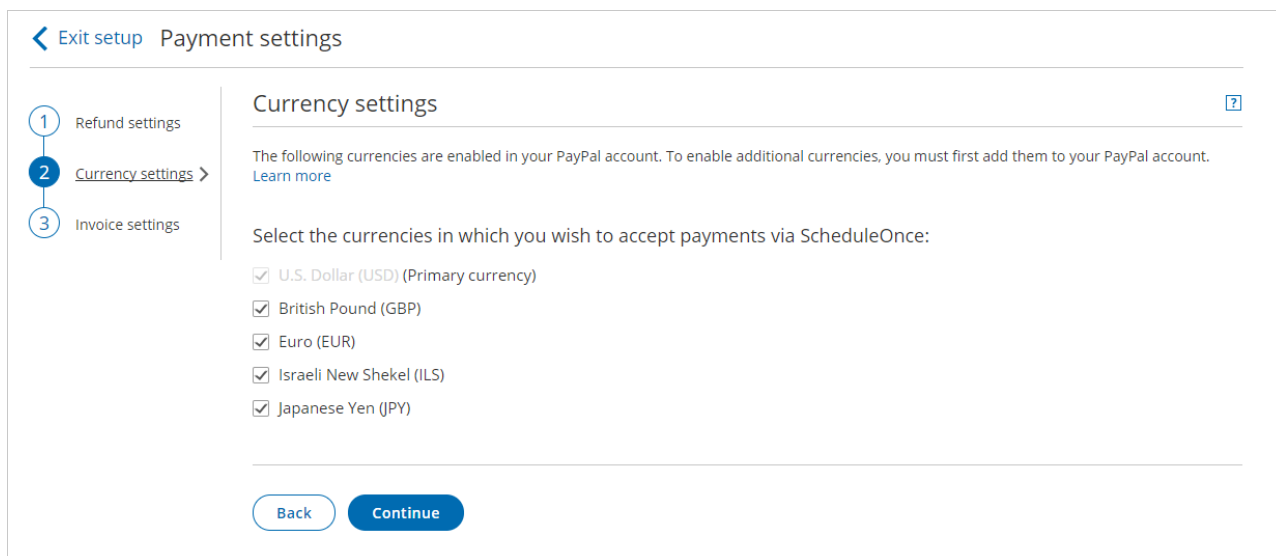 Exit setup Payment settings
1 Refund settings
2 Currency settings
3 Invoice settings
Currency settings ?
The following currencies are enabled in your PayPal account. To enable additional currencies, you must first add them to your PayPal account.
Learn more
Select the currencies in which you wish to accept payments via ScheduleOnce:
U.S. Dollar (USD) (Primary currency)
British Pound (GBP)
Euro (EUR)
Israeli New Shekel (ILS)
Japanese Yen (JPY)
Back Continue